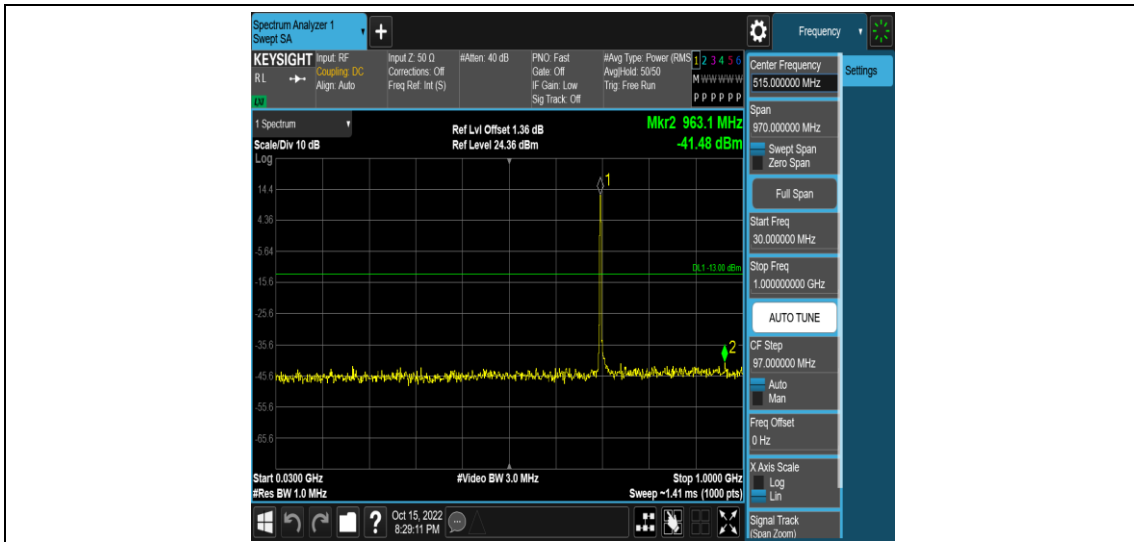 Spectrum Analyzer 1
Swept SA
+
Frequency
KEYSIGHT
RL
LXI
Input: RF
Coupling: DC
Align: Auto
Input Z: 50 Ω
Corrections: Off
Freq Ref: Int (S)
#Atten: 40 dB
PNO: Fast
Gate: Off
IF Gain: Low
Sig Track: Off
#Avg Type: Power (RMS
Avg|Hold: 50/50
Trig: Free Run
1 2 3 4 5 6
M W W W W W
P P P P P P
1 Spectrum
Scale/Div 10 dB
Log
Ref Lvl Offset 1.36 dB
Ref Level 24.36 dBm
Mkr2 963.1 MHz
-41.48 dBm
1
14.4
4.36
-5.64
DL1 -13.00 dBm
-15.6
-25.6
-35.6
2
-45.6
-55.6
-65.6
Start 0.0300 GHz
#Res BW 1.0 MHz
#Video BW 3.0 MHz
Stop 1.0000 GHz
Sweep ~1.41 ms (1000 pts)
?
Oct 15, 2022
8:29:11 PM
Center Frequency
515.000000 MHz
Settings
Span
970.000000 MHz
Swept Span
Zero Span
Full Span
Start Freq
30.000000 MHz
Stop Freq
1.000000000 GHz
AUTO TUNE
CF Step
97.000000 MHz
Auto
Man
Freq Offset
0 Hz
X Axis Scale
Log
Lin
Signal Track
(Span Zoom)